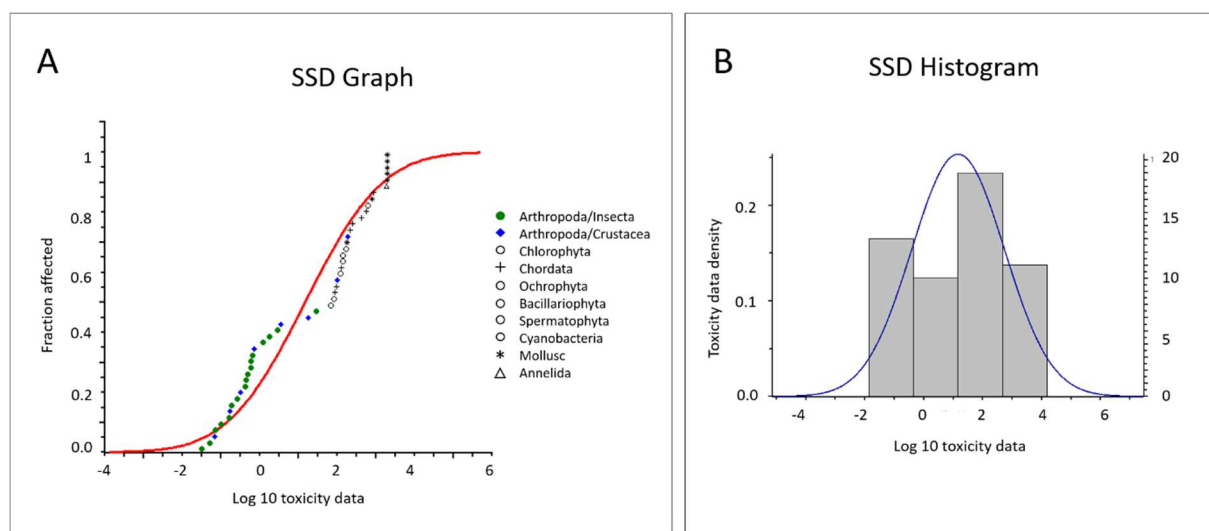 A
SSD Graph
1
0.8
0.6
0.4
0.2
0.0
Fraction affected
-4
-2
0
2
4
6
Log 10 toxicity data
Arthropoda/Insecta
Arthropoda/Crustacea
Chlorophyta
Chordata
Ochrophyta
Bacillariophyta
Spermatophyta
Cyanobacteria
Mollusc
Annelida
B
SSD Histogram
0.2
0.1
0.0
Toxicity data density
20
15
10
5
0
-4
-2
0
2
4
6
Log 10 toxicity data